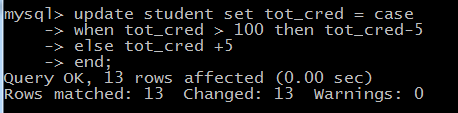 mysql> update student set tot_cred = case
    -> when tot_cred > 100 then tot_cred-5
    -> else tot_cred +5
    -> end;
Query OK, 13 rows affected (0.00 sec)
Rows matched: 13  Changed: 13  Warnings: 0